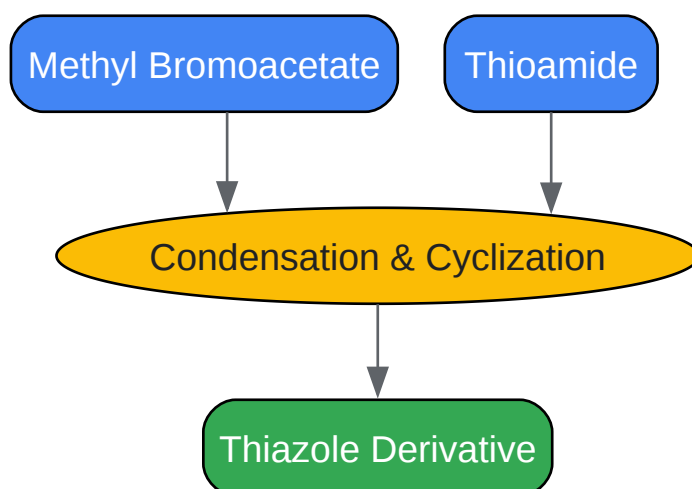 Methyl Bromoacetate
Thioamide
Condensation & Cyclization
Thiazole Derivative